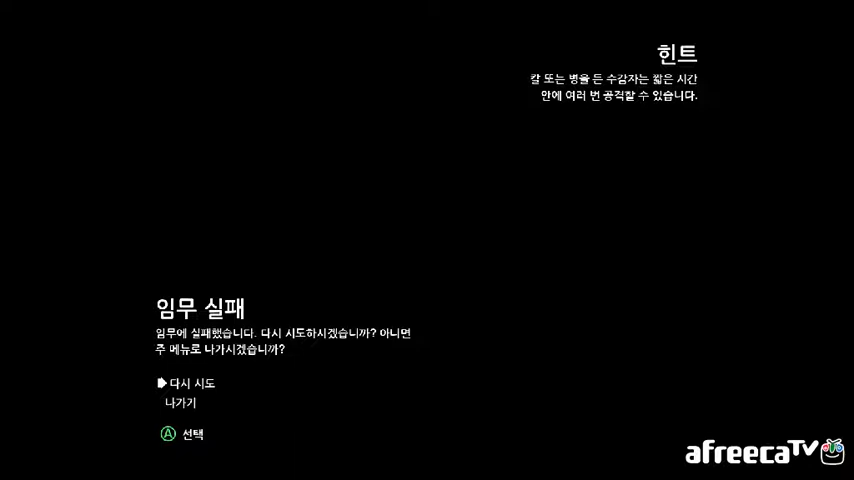 힌트
칼 또는 병을 든 수감자는 짧은 시간
안에 여러 번 공격할 수 있습니다.
임무 실패
임무에 실패했습니다. 다시 시도하시겠습니까? 아니면
주 메뉴로 나가시겠습니까?
다시 시도
나가기
A 선택
afreecaTV